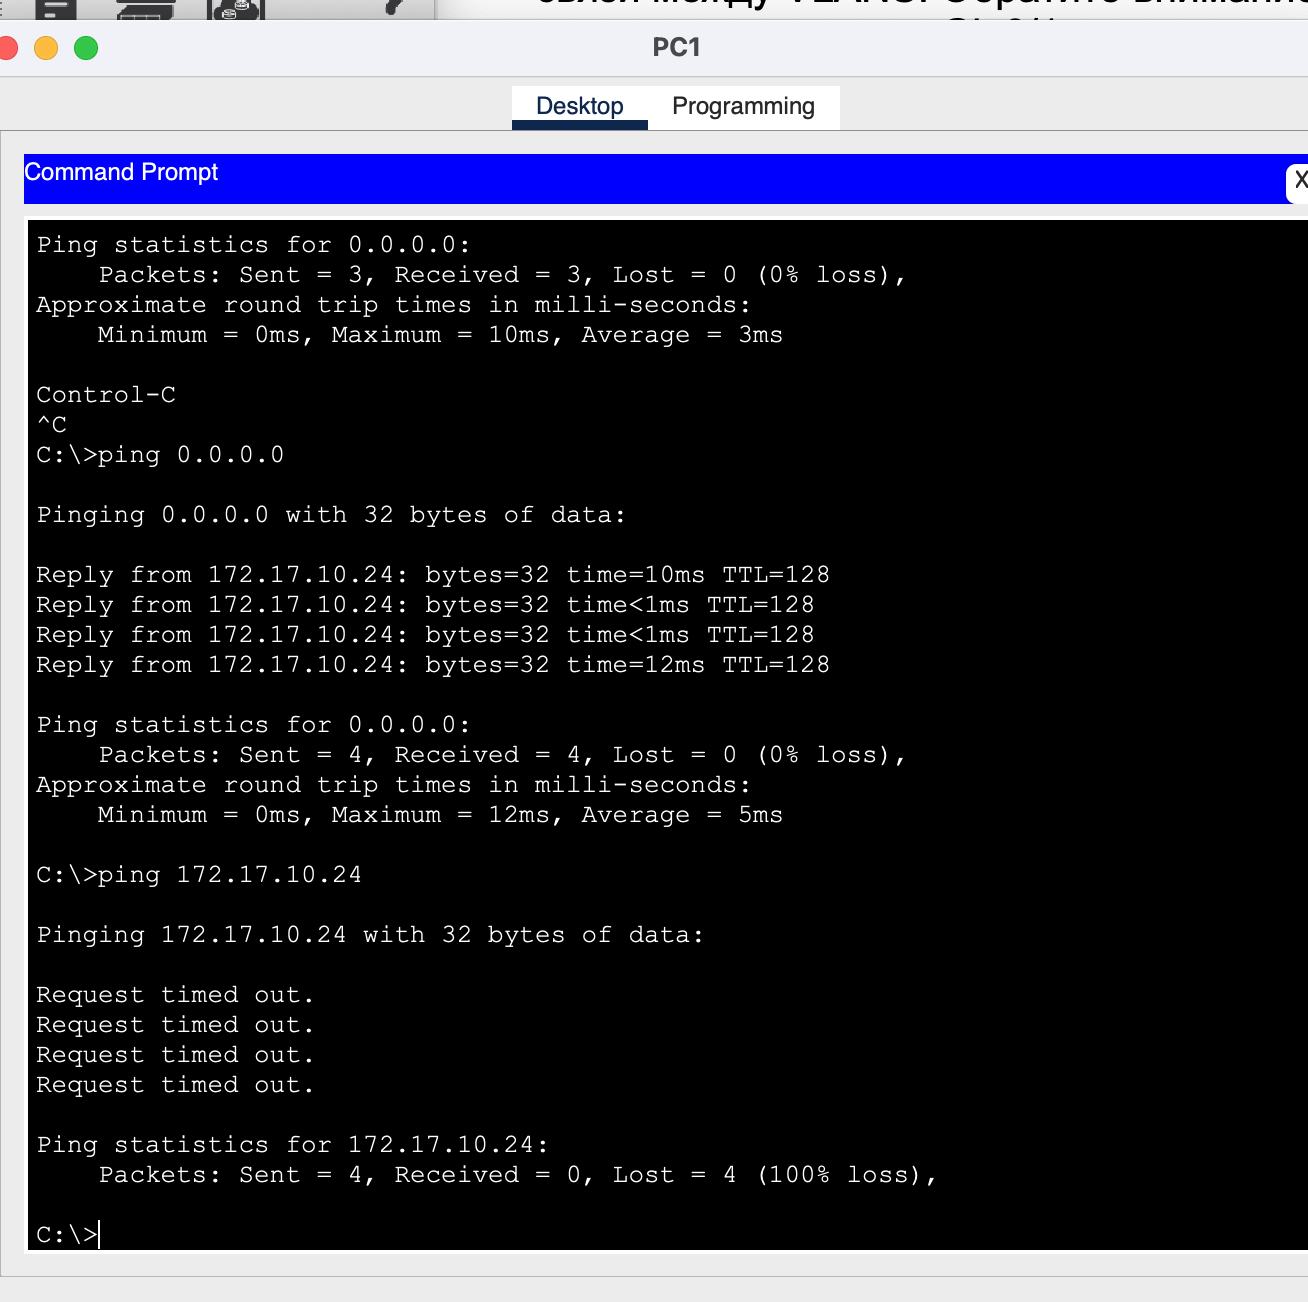 связи между VLANS. Обратите внимание
PC1
Desktop Programming
Command Prompt
X
Ping statistics for 0.0.0.0:
Packets: Sent = 3, Received = 3, Lost = 0 (0% loss),
Approximate round trip times in milli-seconds:
Minimum = 0ms, Maximum = 10ms, Average = 3ms
Control-C
^C
C:\>ping 0.0.0.0
Pinging 0.0.0.0 with 32 bytes of data:
Reply from 172.17.10.24: bytes=32 time=10ms TTL=128
Reply from 172.17.10.24: bytes=32 time<1ms TTL=128
Reply from 172.17.10.24: bytes=32 time<1ms TTL=128
Reply from 172.17.10.24: bytes=32 time=12ms TTL=128
Ping statistics for 0.0.0.0:
Packets: Sent = 4, Received = 4, Lost = 0 (0% loss),
Approximate round trip times in milli-seconds:
Minimum = 0ms, Maximum = 12ms, Average = 5ms
C:\>ping 172.17.10.24
Pinging 172.17.10.24 with 32 bytes of data:
Request timed out.
Request timed out.
Request timed out.
Request timed out.
Ping statistics for 172.17.10.24:
Packets: Sent = 4, Received = 0, Lost = 4 (100% loss),
C:\>